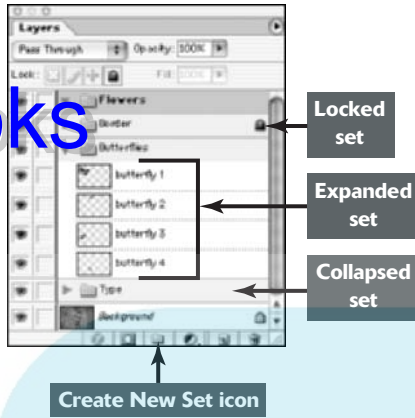 Layers
Pass Through Opacity: 100%
Lock: Fill: 100%
Flowers
oks
Border
Locked
set
Butterflies
butterfly 1
butterfly 2
Expanded
set
butterfly 3
butterfly 4
Collapsed
set
Type
Background
Create New Set icon